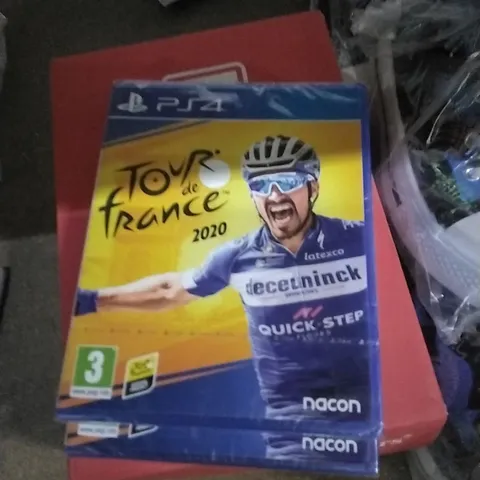 PS4
TOUR
de
france
2020
latexco
deceuninck
QUICK-STEP
3
nacon
nacon